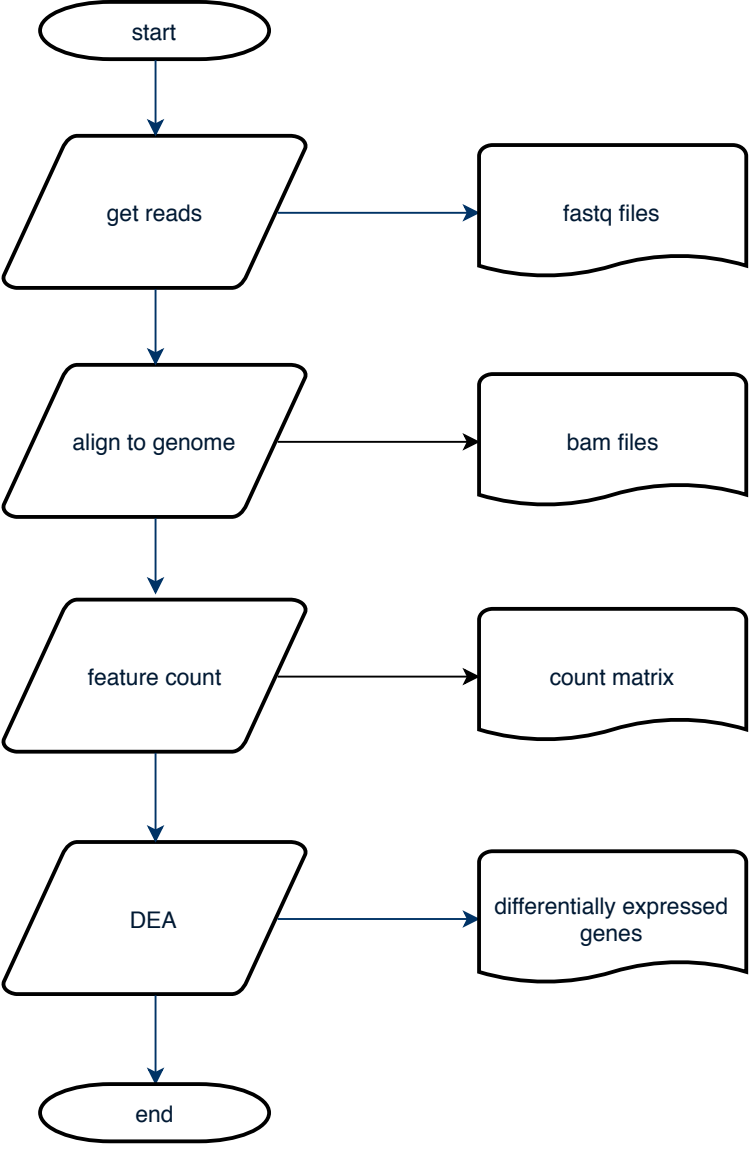 start
get reads
fastq files
align to genome
bam files
feature count
count matrix
DEA
differentially expressed
genes
end